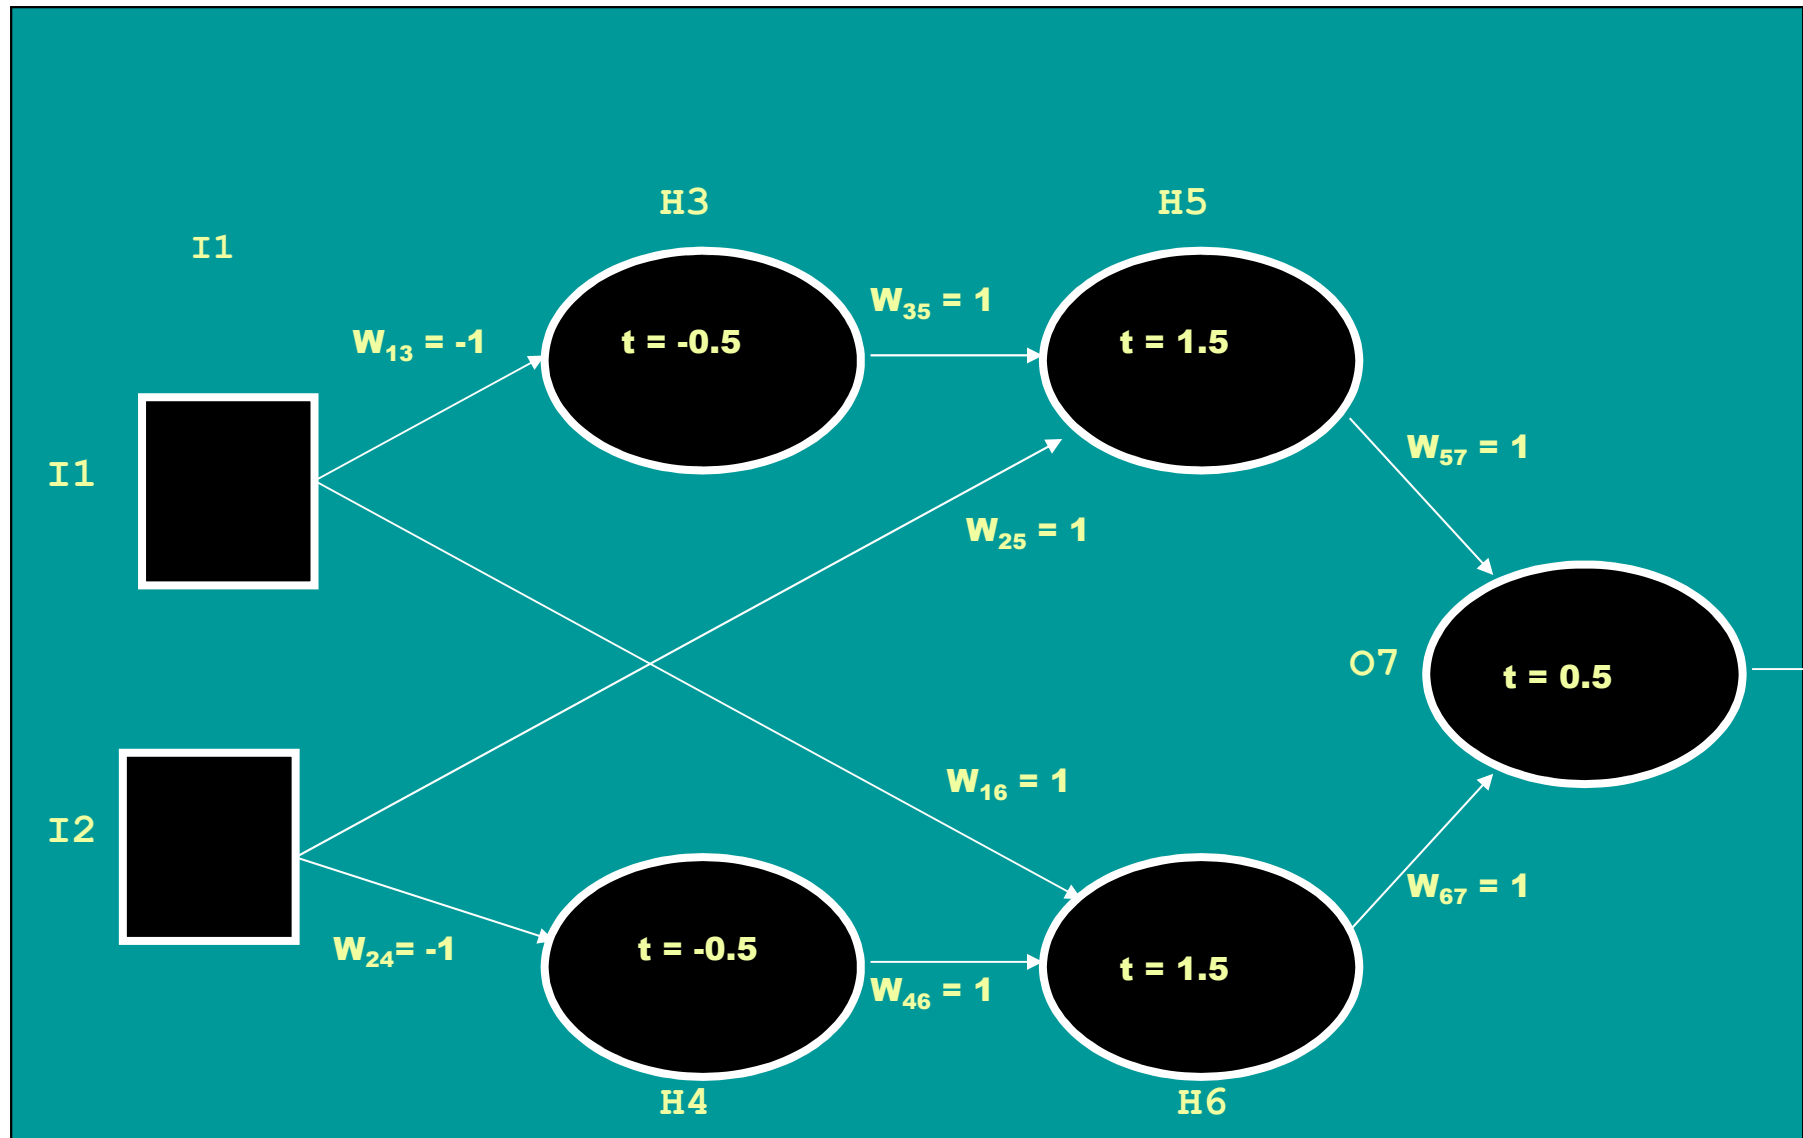 H3
H5
I1
W₃₅ = 1
W₁₃ = -1
t = -0.5
t = 1.5
W₅₇ = 1
I1
W₂₅ = 1
O7
t = 0.5
W₁₆ = 1
I2
W₆₇ = 1
W₂₄= -1
t = -0.5
t = 1.5
W₄₆ = 1
H4
H6